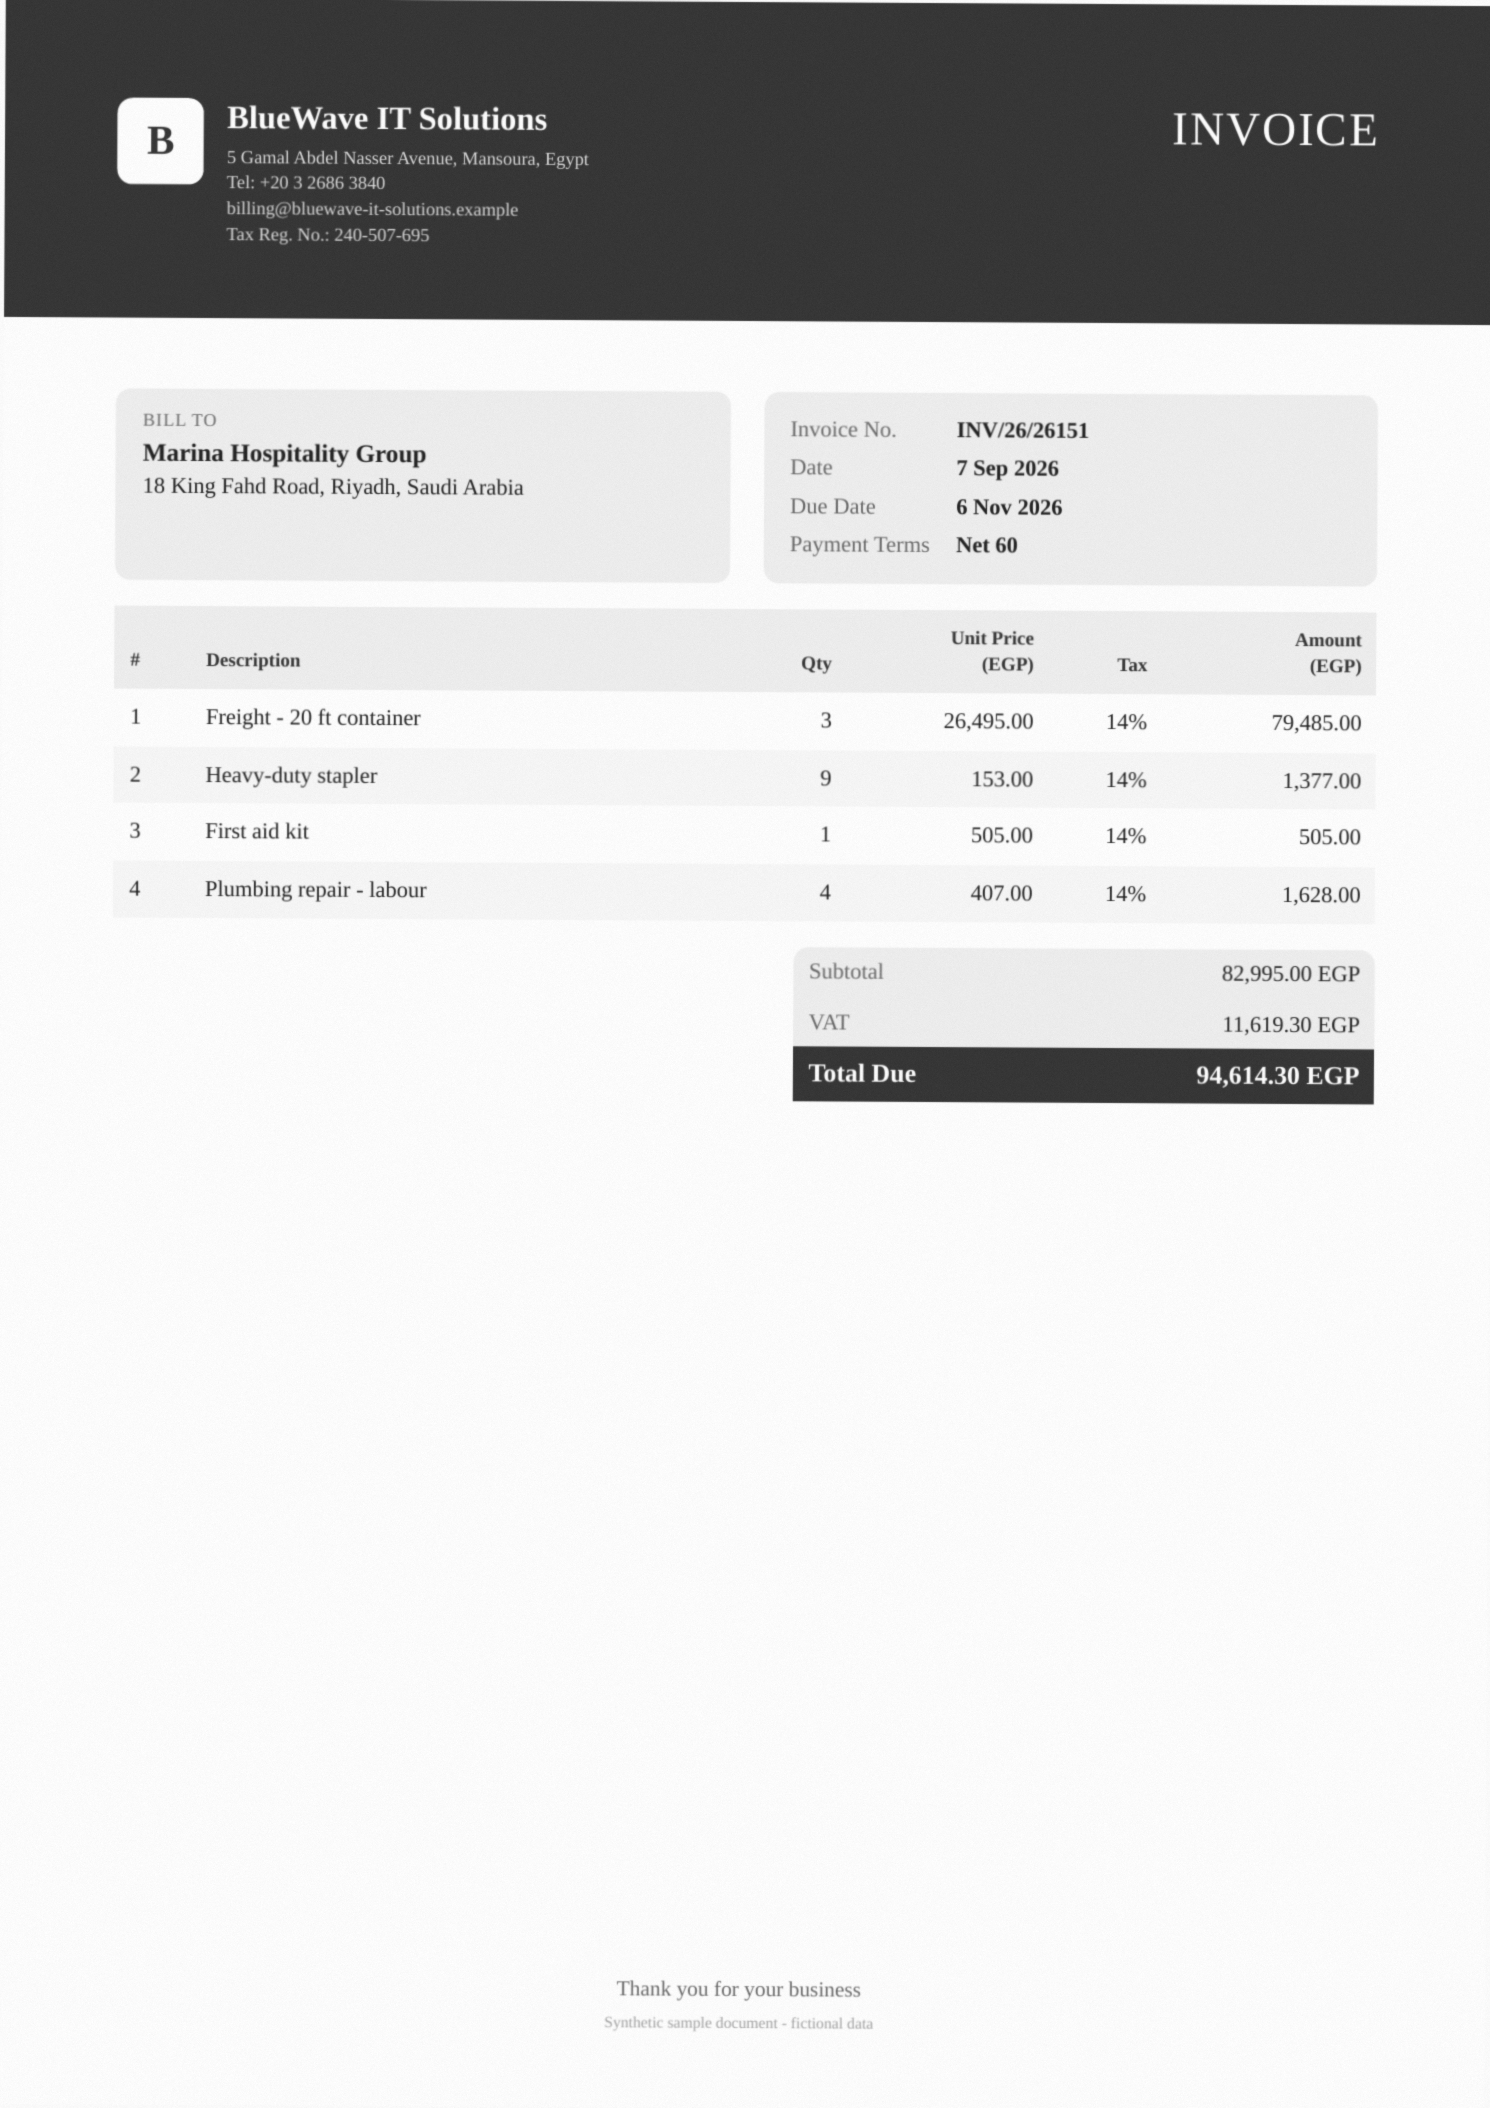 B
BlueWave IT Solutions
5 Gamal Abdel Nasser Avenue, Mansoura, Egypt
Tel: +20 3 2686 3840
billing@bluewave-it-solutions.example
Tax Reg. No.: 240-507-695
INVOICE
BILL TO
Marina Hospitality Group
18 King Fahd Road, Riyadh, Saudi Arabia
Invoice No. INV/26/26151
Date 7 Sep 2026
Due Date 6 Nov 2026
Payment Terms Net 60
# Description Qty Unit Price (EGP) Tax Amount (EGP)
1 Freight - 20 ft container 3 26,495.00 14% 79,485.00
2 Heavy-duty stapler 9 153.00 14% 1,377.00
3 First aid kit 1 505.00 14% 505.00
4 Plumbing repair - labour 4 407.00 14% 1,628.00
Subtotal 82,995.00 EGP
VAT 11,619.30 EGP
Total Due 94,614.30 EGP
Thank you for your business
Synthetic sample document - fictional data